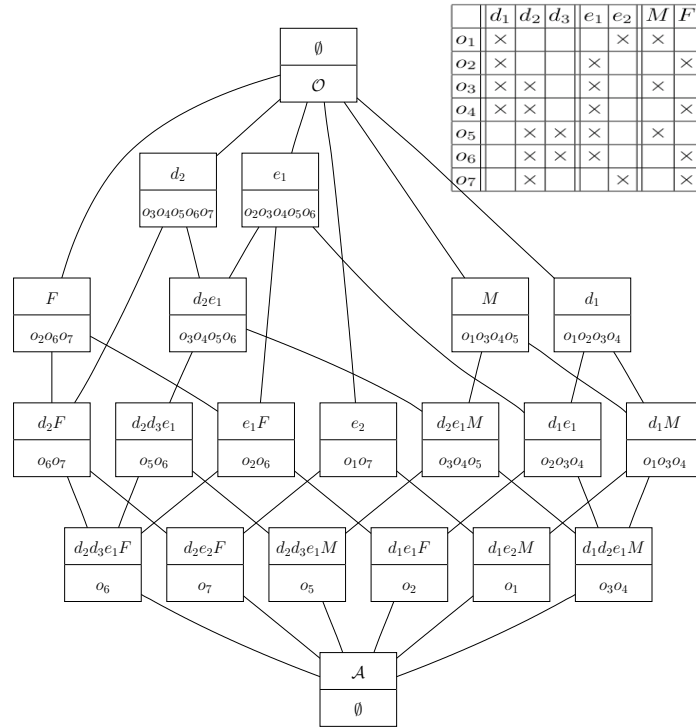 d₁ d₂ d₃ e₁ e₂ M F
o₁ × × ×
o₂ × × ×
o₃ × × × ×
o₄ × × × ×
o₅ × × × ×
o₆ × × × ×
o₇ × × ×
∅
𝒪
d₂
o₃o₄o₅o₆o₇
e₁
o₂o₃o₄o₅o₆
F
o₂o₆o₇
d₂e₁
o₃o₄o₅o₆
M
o₁o₃o₄o₅
d₁
o₁o₂o₃o₄
d₂F
o₆o₇
d₂d₃e₁
o₅o₆
e₁F
o₂o₆
e₂
o₁o₇
d₂e₁M
o₃o₄o₅
d₁e₁
o₂o₃o₄
d₁M
o₁o₃o₄
d₂d₃e₁F
o₆
d₂e₂F
o₇
d₂d₃e₁M
o₅
d₁e₁F
o₂
d₁e₂M
o₁
d₁d₂e₁M
o₃o₄
𝒜
∅